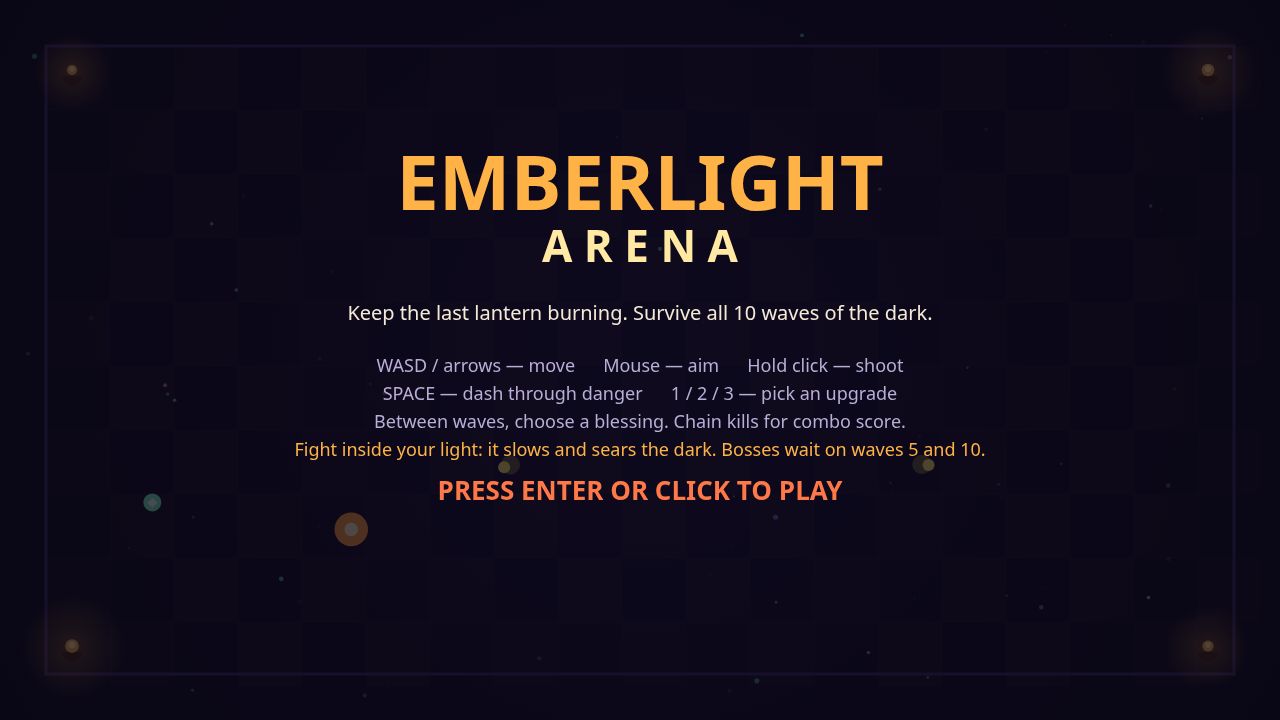 EMBERLIGHT
ARENA
Keep the last lantern burning. Survive all 10 waves of the dark.
WASD / arrows — move Mouse — aim Hold click — shoot
SPACE — dash through danger 1 / 2 / 3 — pick an upgrade
Between waves, choose a blessing. Chain kills for combo score.
Fight inside your light: it slows and sears the dark. Bosses wait on waves 5 and 10.
PRESS ENTER OR CLICK TO PLAY